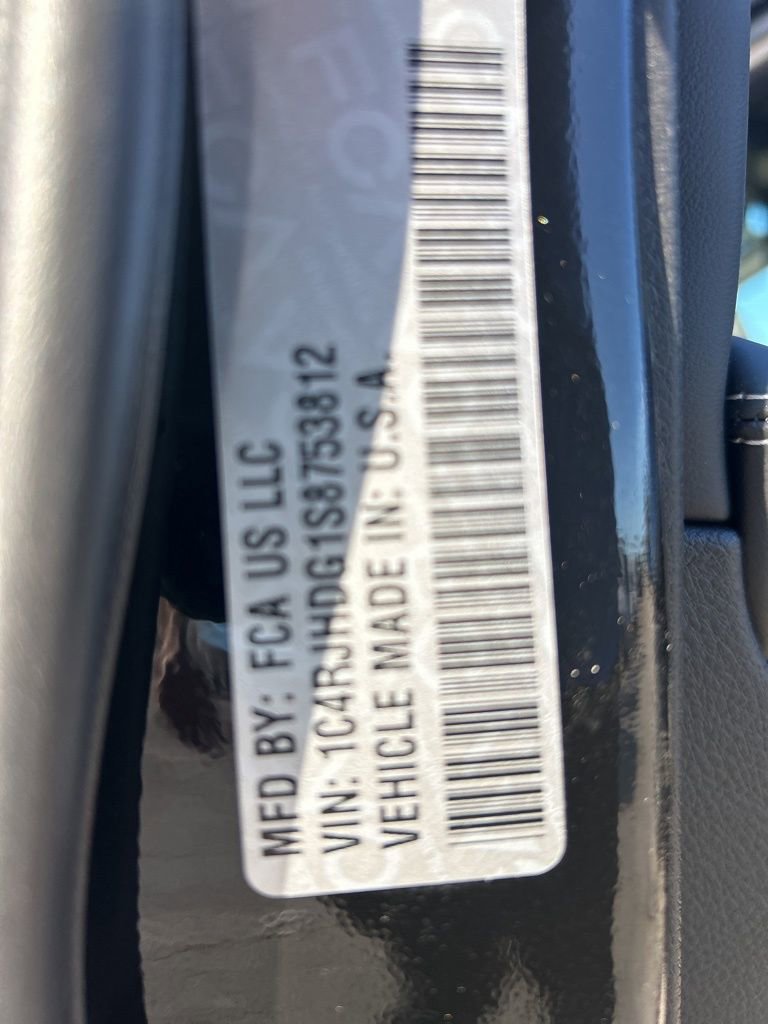 MFD BY: FCA US LLC
VIN: 1C4RJHDG1S8753812
VEHICLE MADE IN: U.S.A.